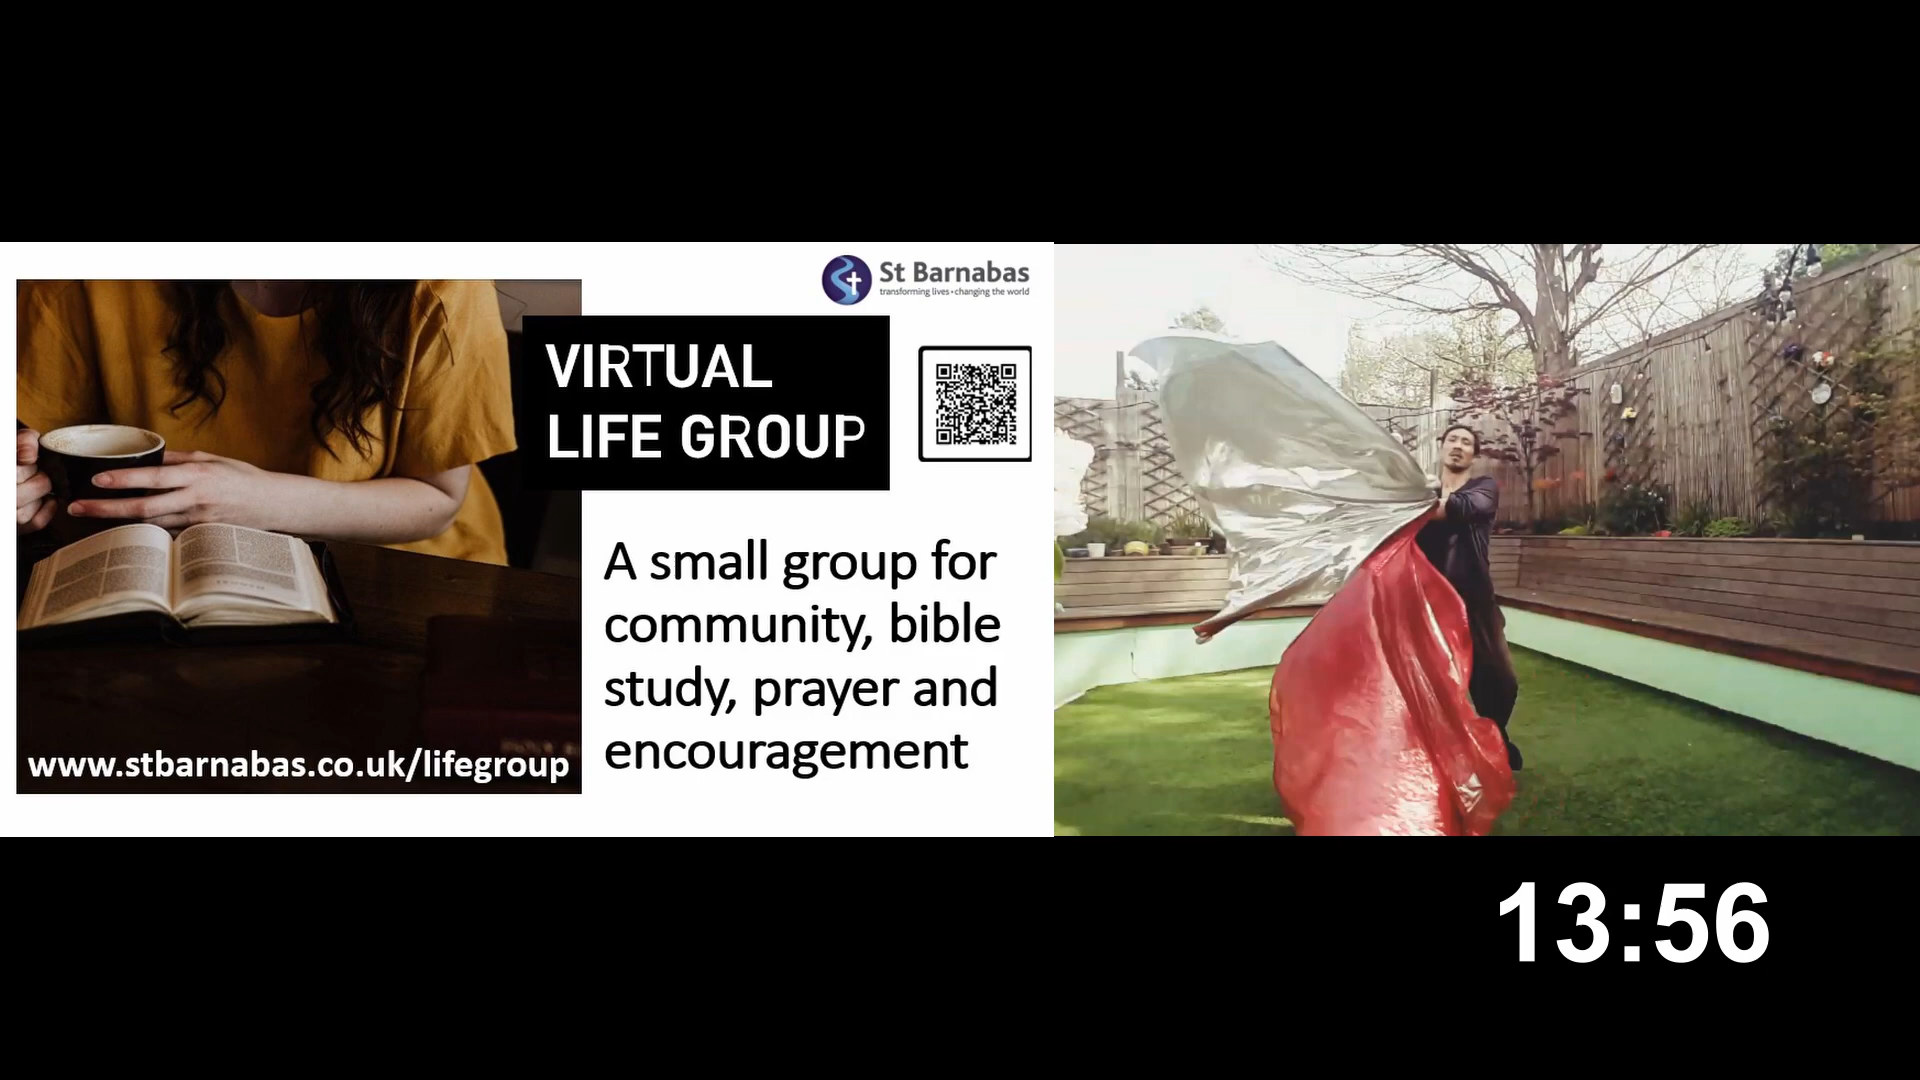 St Barnabas
transforming lives • changing the world
VIRTUAL
LIFE GROUP
A small group for
community, bible
study, prayer and
encouragement
www.stbarnabas.co.uk/lifegroup
13:56